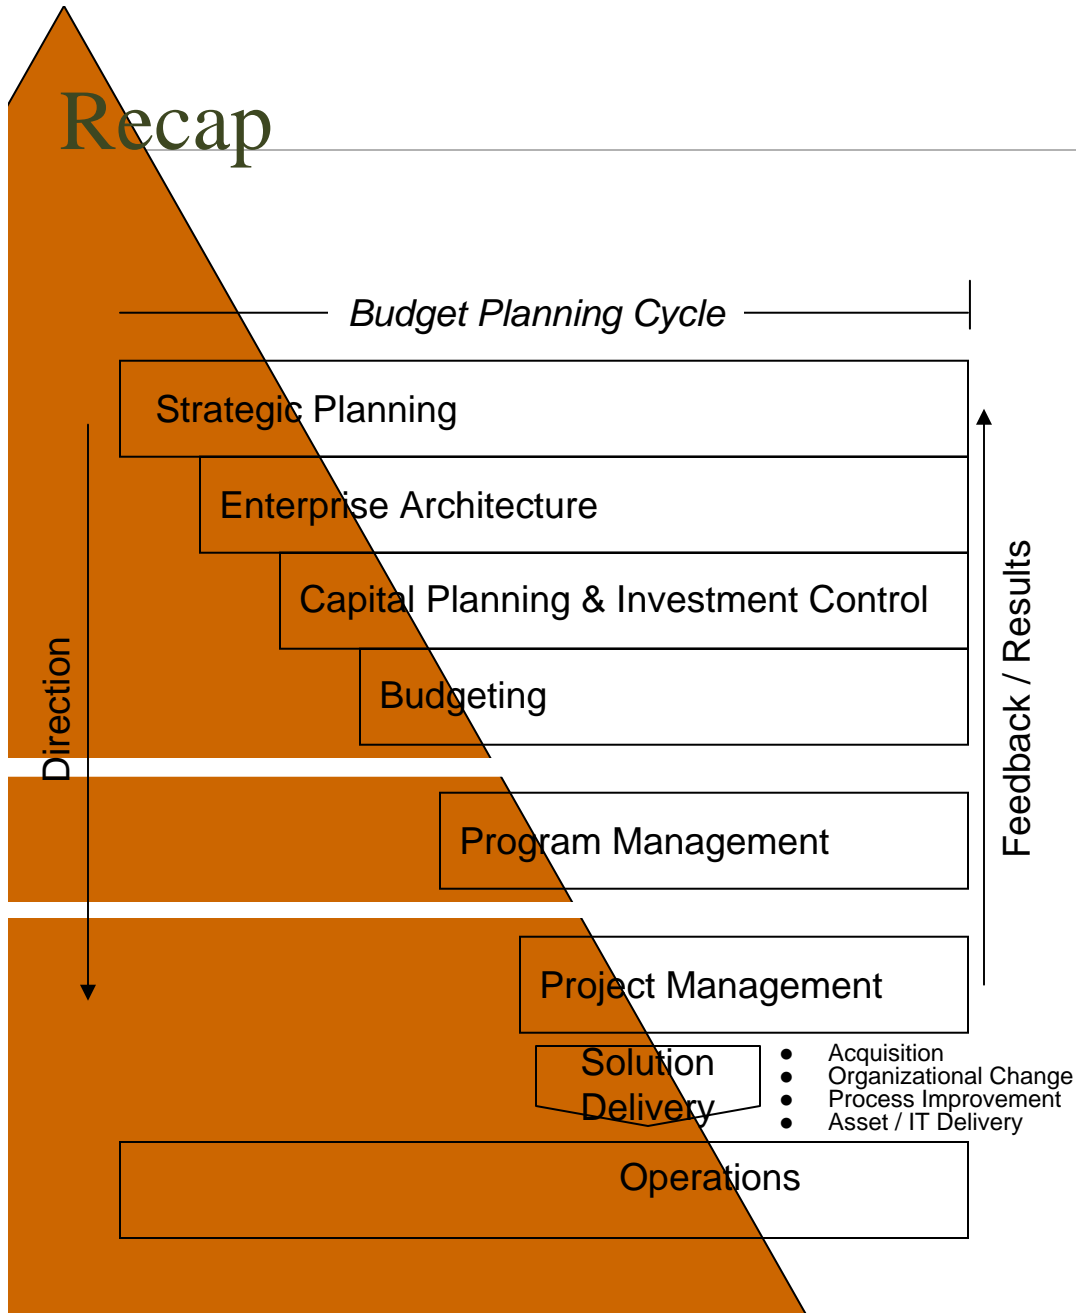 Recap
Budget Planning Cycle
Strategic Planning
Enterprise Architecture
Capital Planning & Investment Control
Budgeting
Direction
Feedback / Results
Program Management
Project Management
Solution
Delivery
● Acquisition
● Organizational Change
● Process Improvement
● Asset / IT Delivery
Operations